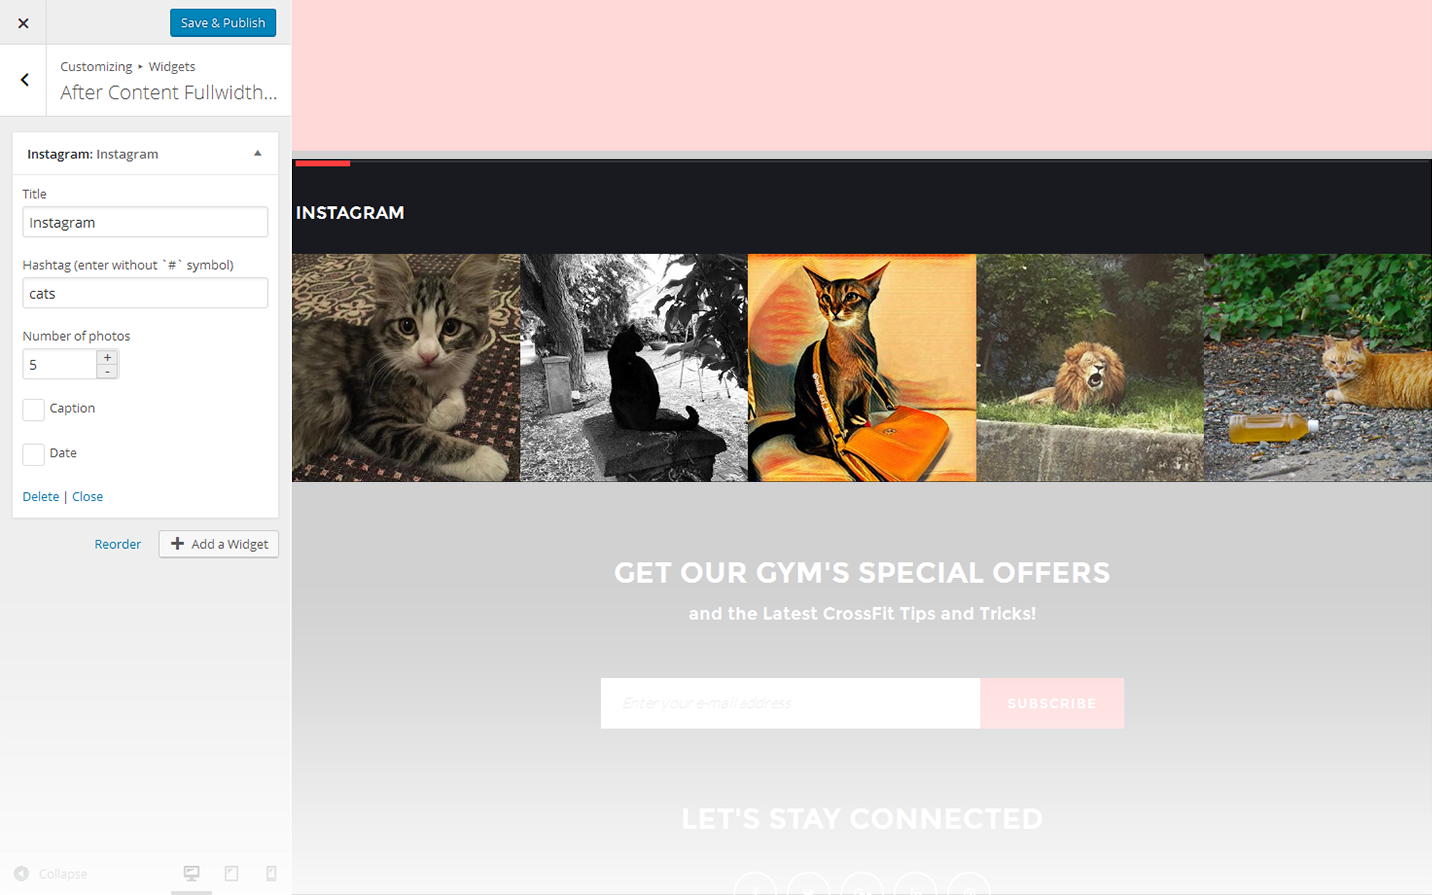 Save & Publish
Customizing ▸ Widgets
After Content Fullwidth...
Instagram: Instagram
Title
Instagram
Hashtag (enter without `#` symbol)
cats
Number of photos
5
+
-
Caption
Date
Delete | Close
Reorder
Add a Widget
Collapse
INSTAGRAM
GET OUR GYM'S SPECIAL OFFERS
and the Latest CrossFit Tips and Tricks!
Enter your e-mail address
SUBSCRIBE
LET'S STAY CONNECTED